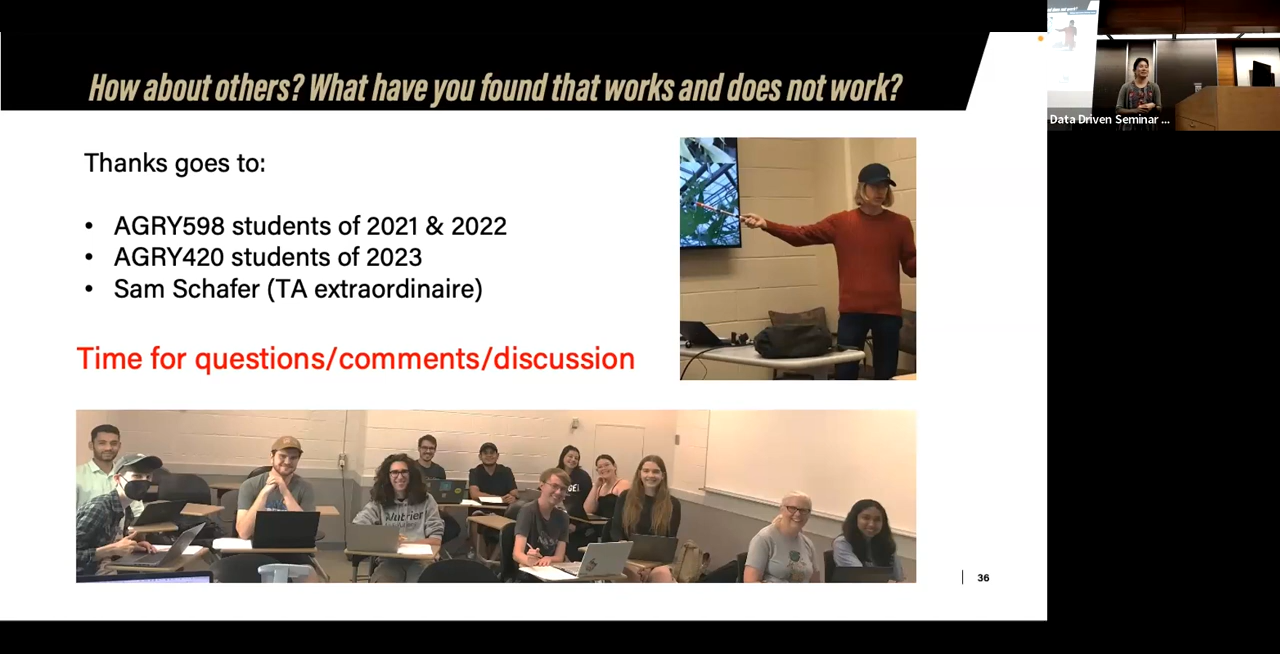 How about others? What have you found that works and does not work?
Thanks goes to:
• AGRY598 students of 2021 & 2022
• AGRY420 students of 2023
• Sam Schafer (TA extraordinaire)
Time for questions/comments/discussion
36
Data Driven Seminar ...